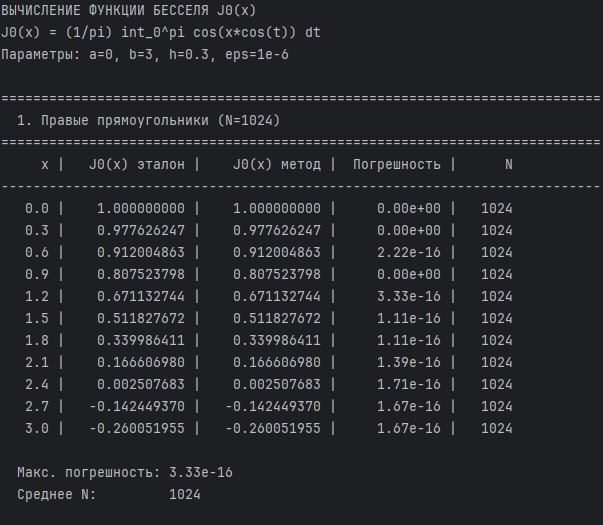 ВЫЧИСЛЕНИЕ ФУНКЦИИ БЕССЕЛЯ J0(x)
J0(x) = (1/pi) int_0^pi cos(x*cos(t)) dt
Параметры: a=0, b=3, h=0.3, eps=1e-6
===========================================================================
1. Правые прямоугольники (N=1024)
===========================================================================
x | J0(x) эталон | J0(x) метод | Погрешность | N
---------------------------------------------------------------------------
0.0 | 1.000000000 | 1.000000000 | 0.00e+00 | 1024
0.3 | 0.977626247 | 0.977626247 | 0.00e+00 | 1024
0.6 | 0.912004863 | 0.912004863 | 2.22e-16 | 1024
0.9 | 0.807523798 | 0.807523798 | 0.00e+00 | 1024
1.2 | 0.671132744 | 0.671132744 | 3.33e-16 | 1024
1.5 | 0.511827672 | 0.511827672 | 1.11e-16 | 1024
1.8 | 0.339986411 | 0.339986411 | 1.11e-16 | 1024
2.1 | 0.166606980 | 0.166606980 | 1.39e-16 | 1024
2.4 | 0.002507683 | 0.002507683 | 1.71e-16 | 1024
2.7 | -0.142449370 | -0.142449370 | 1.67e-16 | 1024
3.0 | -0.260051955 | -0.260051955 | 1.67e-16 | 1024
Макс. погрешность: 3.33e-16
Среднее N: 1024